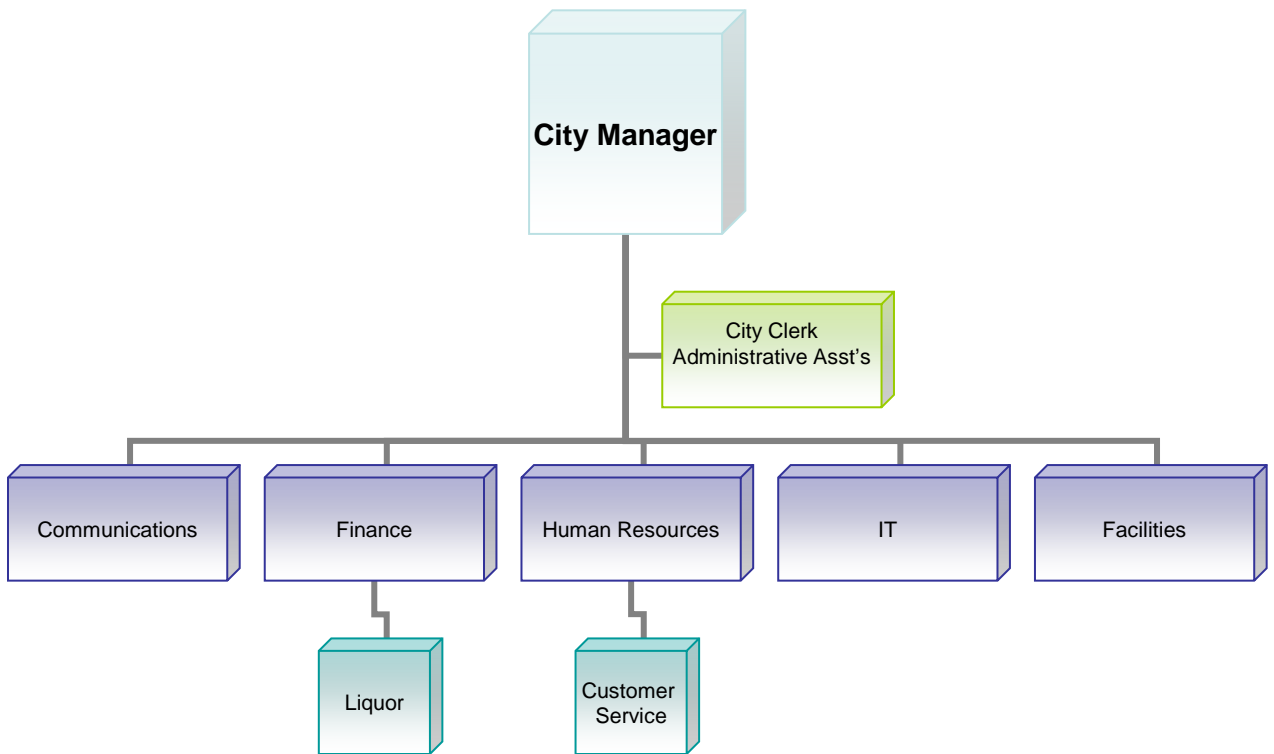 City Manager
City Clerk
Administrative Asst’s
Communications
Finance
Human Resources
IT
Facilities
Liquor
Customer
Service